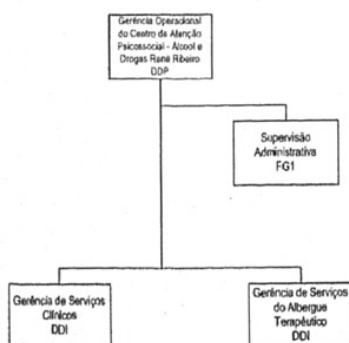 Gerência Operacional
do Centro de Atenção
Psicossocial - Álcool e
Drogas René Ribeiro
DDP
Supervisão
Administrativa
FG1
Gerência de Serviços
Clínicos
DDI
Gerência de Serviços
do Albergue
Terapêutico
DDI